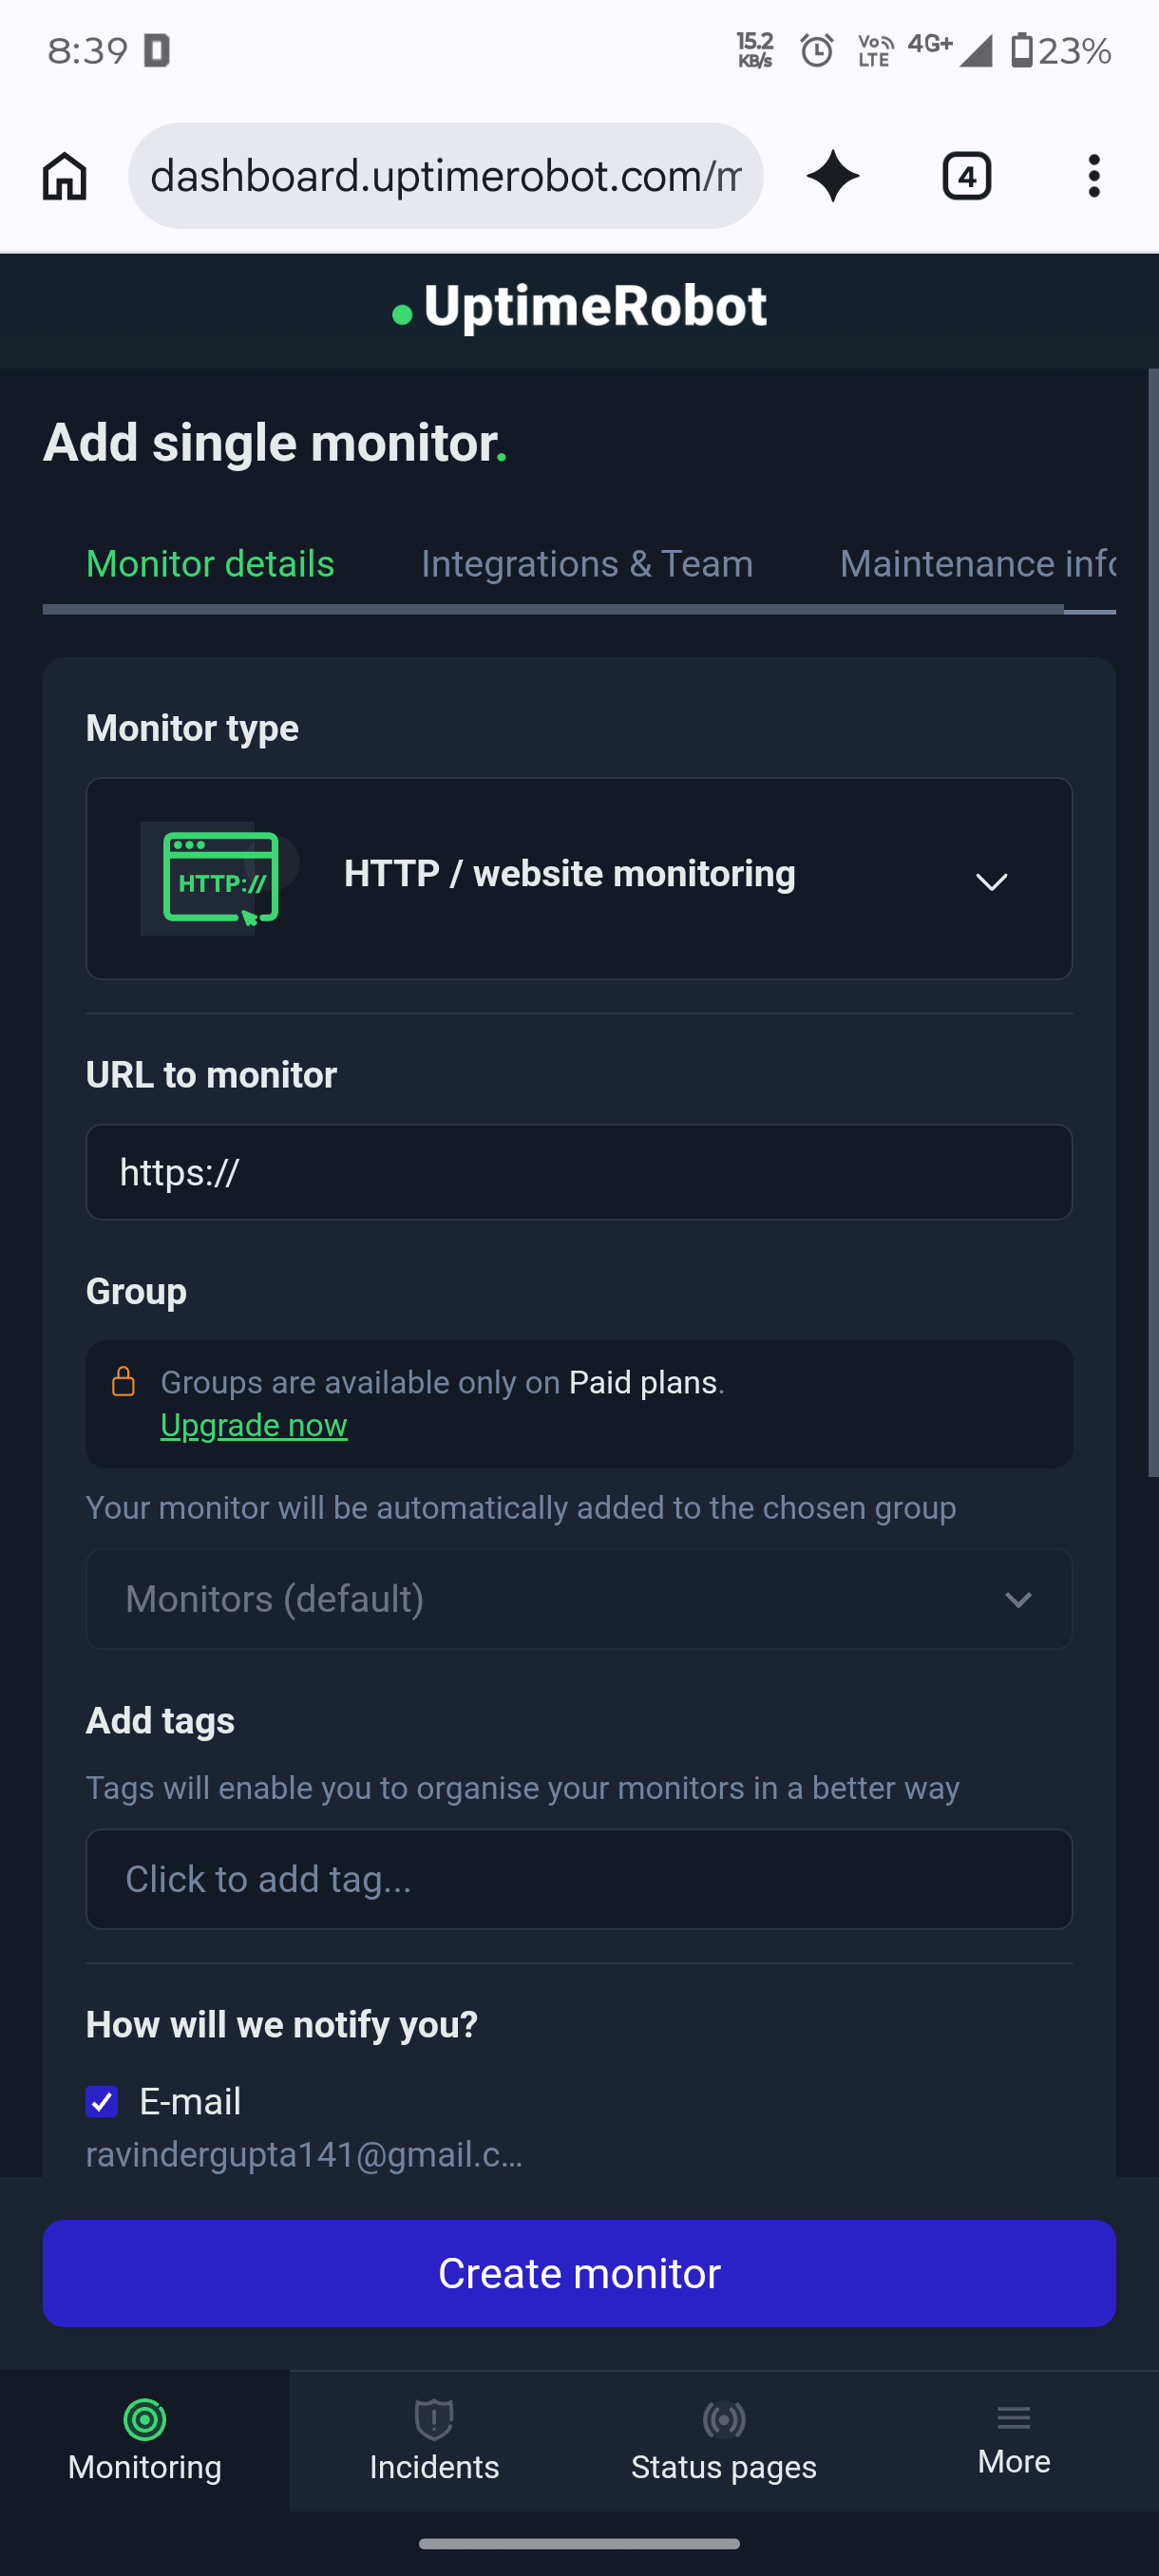 8:39
15.2
KB/s
Vo
LTE
4G+
23%
dashboard.uptimerobot.com/m
4
UptimeRobot
Add single monitor.
Monitor details
Integrations & Team
Maintenance info
Monitor type
HTTP://
HTTP / website monitoring
URL to monitor
https://
Group
Groups are available only on Paid plans.
Upgrade now
Your monitor will be automatically added to the chosen group
Monitors (default)
Add tags
Tags will enable you to organise your monitors in a better way
Click to add tag...
How will we notify you?
E-mail
ravindergupta141@gmail.c...
Create monitor
Monitoring
Incidents
Status pages
More